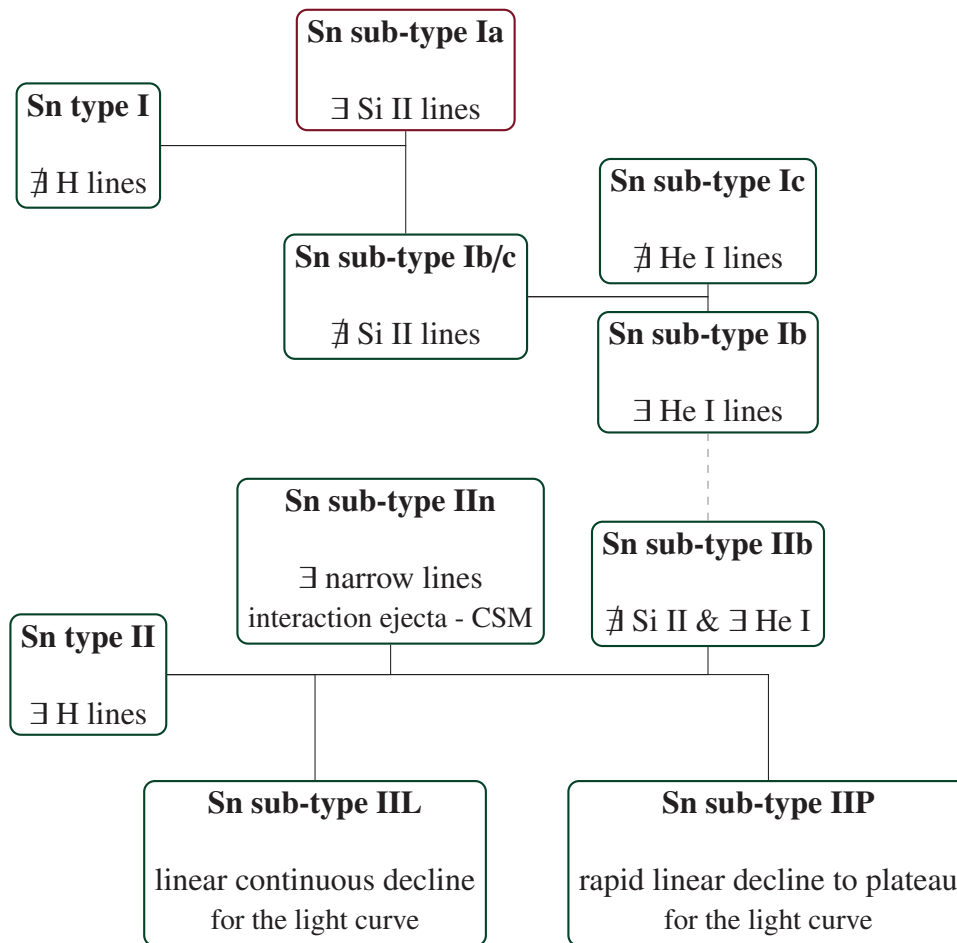 Sn sub-type Ia
∃ Si II lines
Sn type I
∄ H lines
Sn sub-type Ic
∄ He I lines
Sn sub-type Ib/c
∄ Si II lines
Sn sub-type Ib
∃ He I lines
Sn sub-type IIn
∃ narrow lines
interaction ejecta - CSM
Sn sub-type IIb
∄ Si II & ∃ He I
Sn type II
∃ H lines
Sn sub-type IIL
linear continuous decline
for the light curve
Sn sub-type IIP
rapid linear decline to plateau
for the light curve